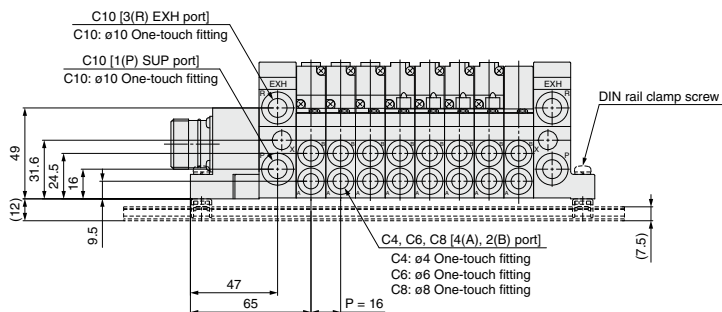 C10 [3(R) EXH port]
C10: ø10 One-touch fitting
C10 [1(P) SUP port]
C10: ø10 One-touch fitting
EXH
EXH
R
R
DIN rail clamp screw
49
31.6
24.5
16
(12)
9.5
X
X
P
P
B B B B B B B B
A A A A A A A A
C4, C6, C8 [4(A), 2(B) port]
C4: ø4 One-touch fitting
C6: ø6 One-touch fitting
C8: ø8 One-touch fitting
(7.5)
47
65
P = 16